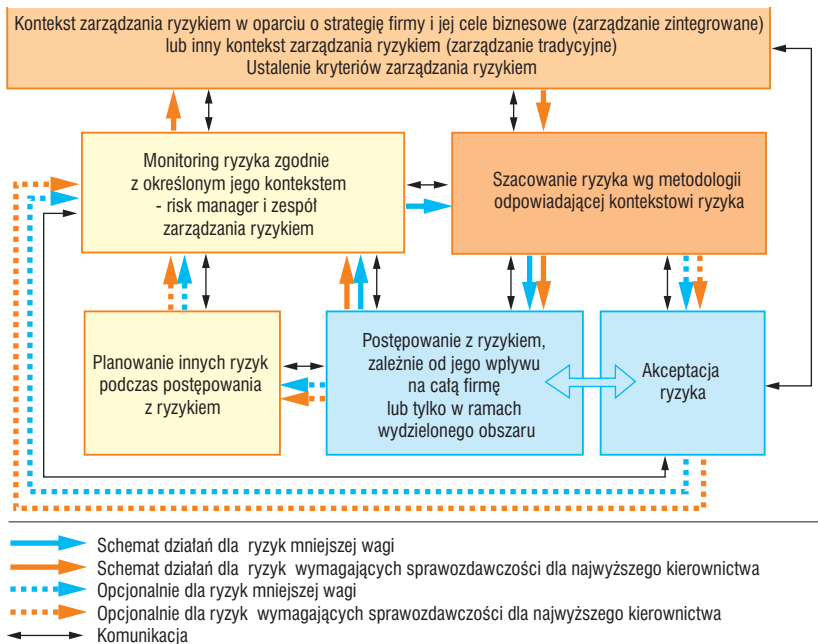 Kontekst zarządzania ryzykiem w oparciu o strategię firmy i jej cele biznesowe (zarządzanie zintegrowane)
lub inny kontekst zarządzania ryzykiem (zarządzanie tradycyjne)
Ustalenie kryteriów zarządzania ryzykiem
Monitoring ryzyka zgodnie
z określonym jego kontekstem
- risk manager i zespół
zarządzania ryzykiem
Szacowanie ryzyka wg metodologii
odpowiadającej kontekstowi ryzyka
Planowanie innych ryzyk
podczas postępowania
z ryzykiem
Postępowanie z ryzykiem,
zależnie od jego wpływu
na całą firmę
lub tylko w ramach
wydzielonego obszaru
Akceptacja
ryzyka
Schemat działań dla ryzyk mniejszej wagi
Schemat działań dla ryzyk wymagających sprawozdawczości dla najwyższego kierownictwa
Opcjonalnie dla ryzyk mniejszej wagi
Opcjonalnie dla ryzyk wymagających sprawozdawczości dla najwyższego kierownictwa
Komunikacja